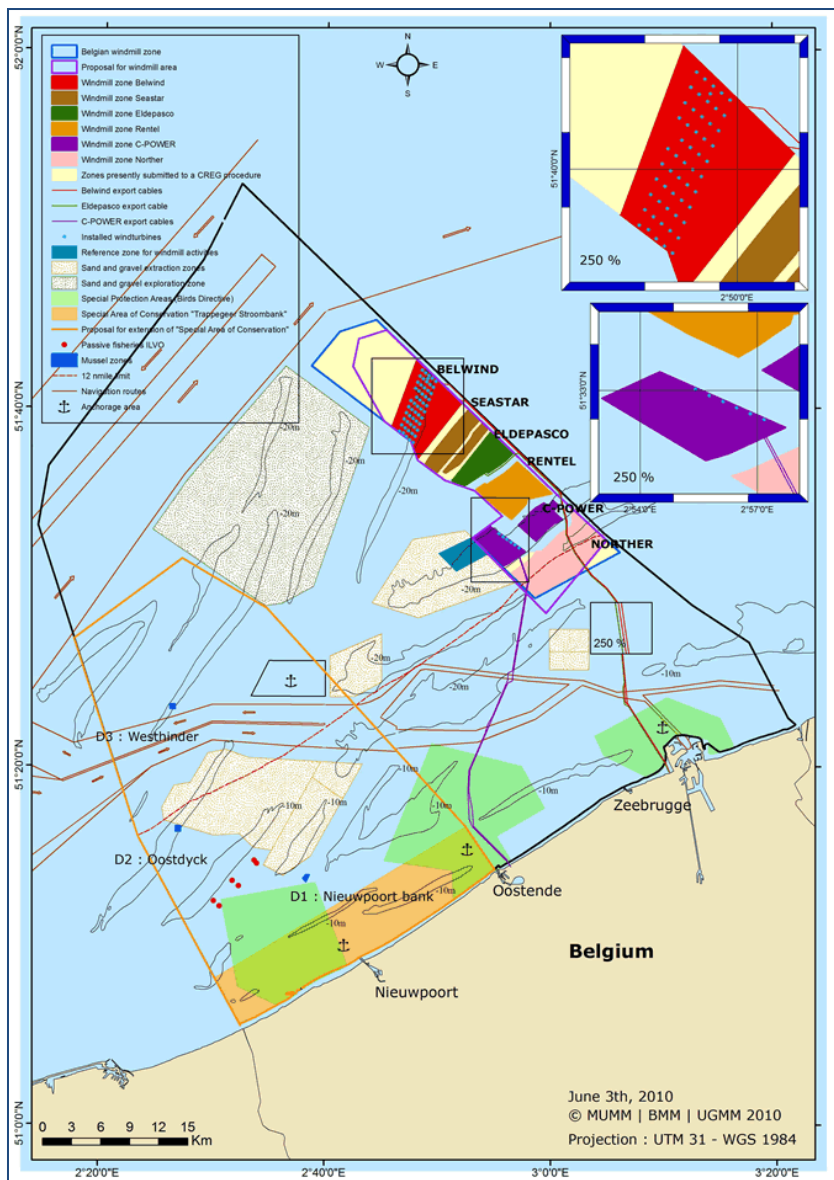 52°0'0"N
N
W
E
S
Belgian windmill zone
Proposal for windmill area
Windmill zone Belwind
Windmill zone Seastar
Windmill zone Eldepasco
Windmill zone Rentel
Windmill zone C-POWER
Windmill zone Norther
Zones presently submitted to a CREG procedure
Belwind export cables
Eldepasco export cable
C-POWER export cables
Installed windturbines
Reference zone for windmill activities
Sand and gravel extraction zones
Sand and gravel exploration zone
Special Protection Areas (Birds Directive)
Special Area of Conservation "Trappegeer Stroombank"
Proposal for extension of "Special Area of Conservation"
Passive fisheries ILVO
Mussel zones
12 nmile limit
Navigation routes
Anchorage area
51°40'0"N
250 %
2°50'0"E
51°33'0"N
250 %
2°54'0"E
2°57'0"E
51°40'0"N
BELWIND
SEASTAR
ELDEPASCO
RENTEL
C-POWER
NORTHER
-20m
-20m
-20m
-20m
-20m
-20m
-20m
250 %
-10m
D3 : Westhinder
51°20'0"N
Zeebrugge
-10m
-10m
-10m
-10m
D2 : Oostdyck
D1 : Nieuwpoort bank
-10m
-10m
Oostende
Belgium
Nieuwpoort
51°0'0"N
June 3th, 2010
© MUMM | BMM | UGMM 2010
Projection : UTM 31 - WGS 1984
0 3 6 9 12 15
Km
2°20'0"E
2°40'0"E
3°0'0"E
3°20'0"E